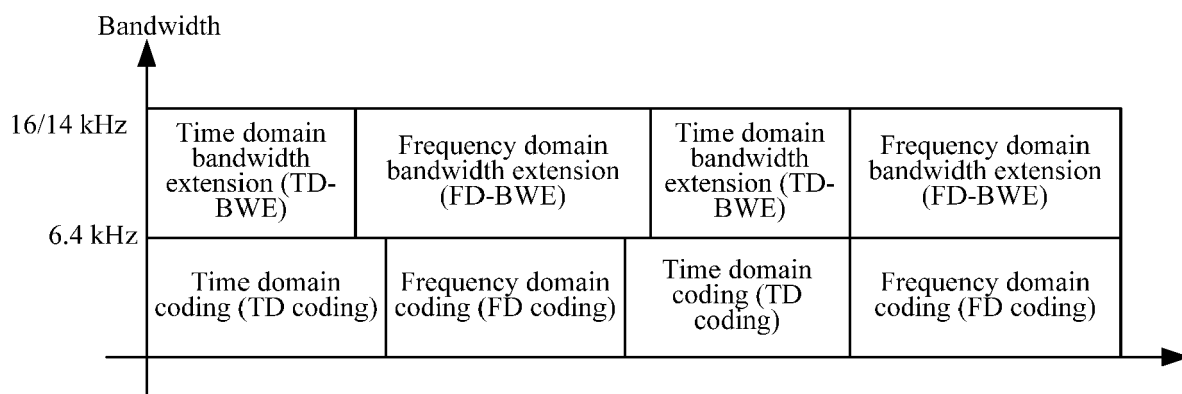 Bandwidth
16/14 kHz
Time domain
bandwidth
extension (TD-
BWE)
Frequency domain
bandwidth extension
(FD-BWE)
Time domain
bandwidth
extension (TD-
BWE)
Frequency domain
bandwidth extension
(FD-BWE)
6.4 kHz
Time domain
coding (TD coding)
Frequency domain
coding (FD coding)
Time domain
coding (TD
coding)
Frequency domain
coding (FD coding)